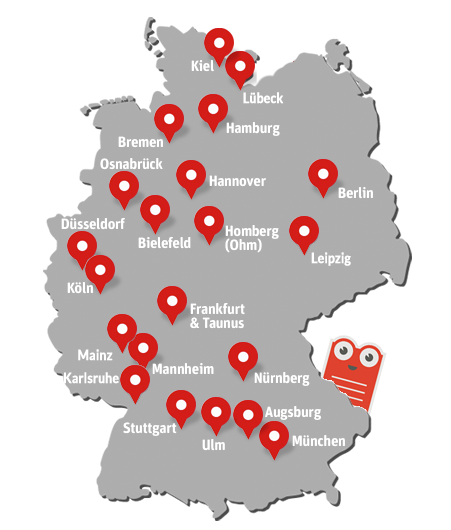 Kiel
Lübeck
Hamburg
Bremen
Osnabrück
Hannover
Berlin
Düsseldorf
Bielefeld
Homberg
(Ohm)
Leipzig
Köln
Frankfurt
& Taunus
Mainz
Mannheim
Karlsruhe
Nürnberg
Stuttgart
Augsburg
Ulm
München